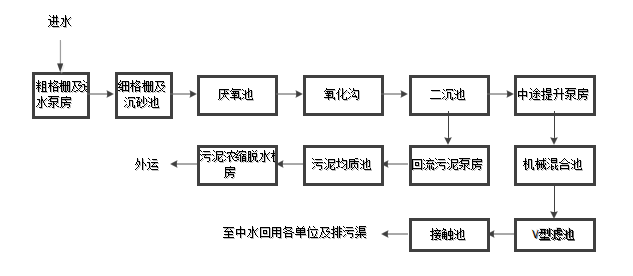 进水
粗格栅及进
水泵房
细格栅及
沉砂池
厌氧池
氧化沟
二沉池
中途提升泵房
外运
污泥浓缩脱水机
房
污泥均质池
回流污泥泵房
机械混合池
至中水回用各单位及排污渠
接触池
V型滤池